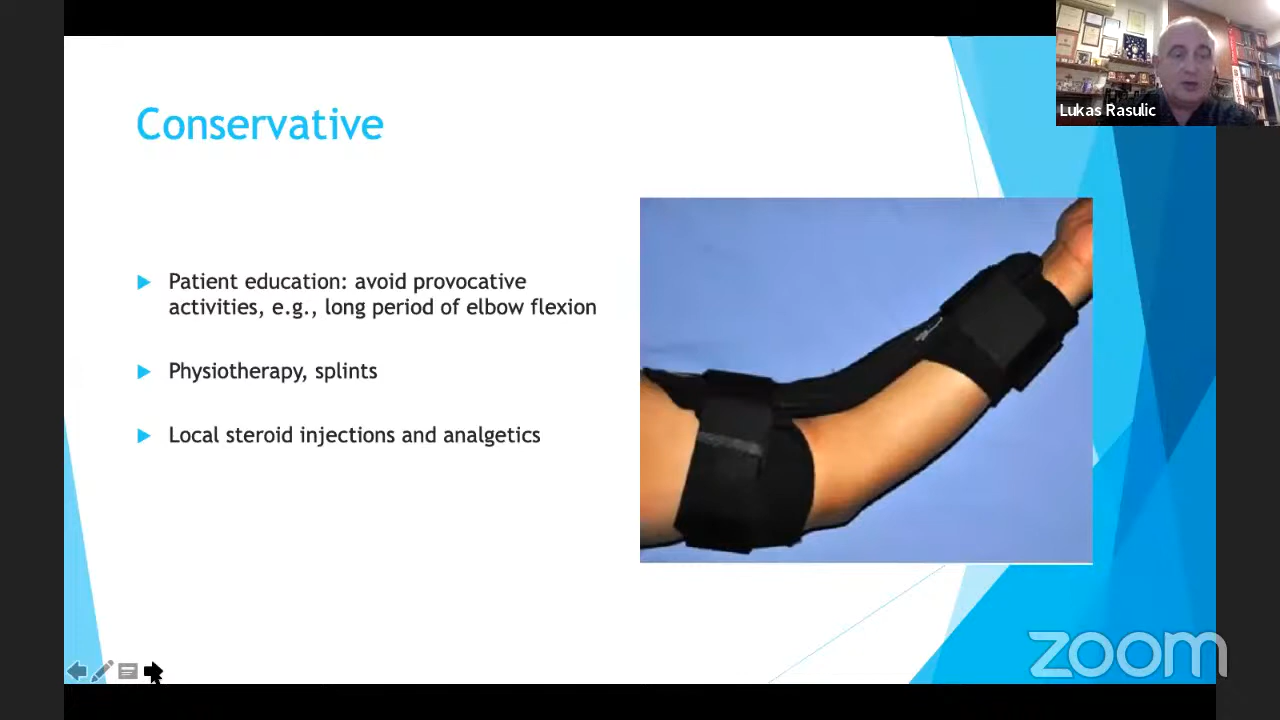 Lukas Rasulic
Conservative
Patient education: avoid provocative
activities, e.g., long period of elbow flexion
Physiotherapy, splints
Local steroid injections and analgetics
zoom